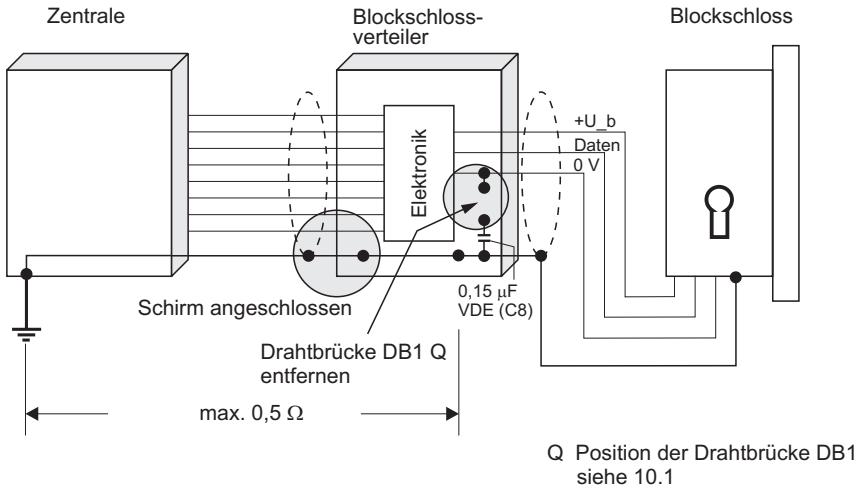 Zentrale
Blockschloss-
verteiler
Blockschloss
Elektronik
+U_b
Daten
0 V
Schirm angeschlossen
0,15 µF
VDE (C8)
Drahtbrücke DB1 Q
entfernen
max. 0,5 Ω
Q Position der Drahtbrücke DB1
siehe 10.1